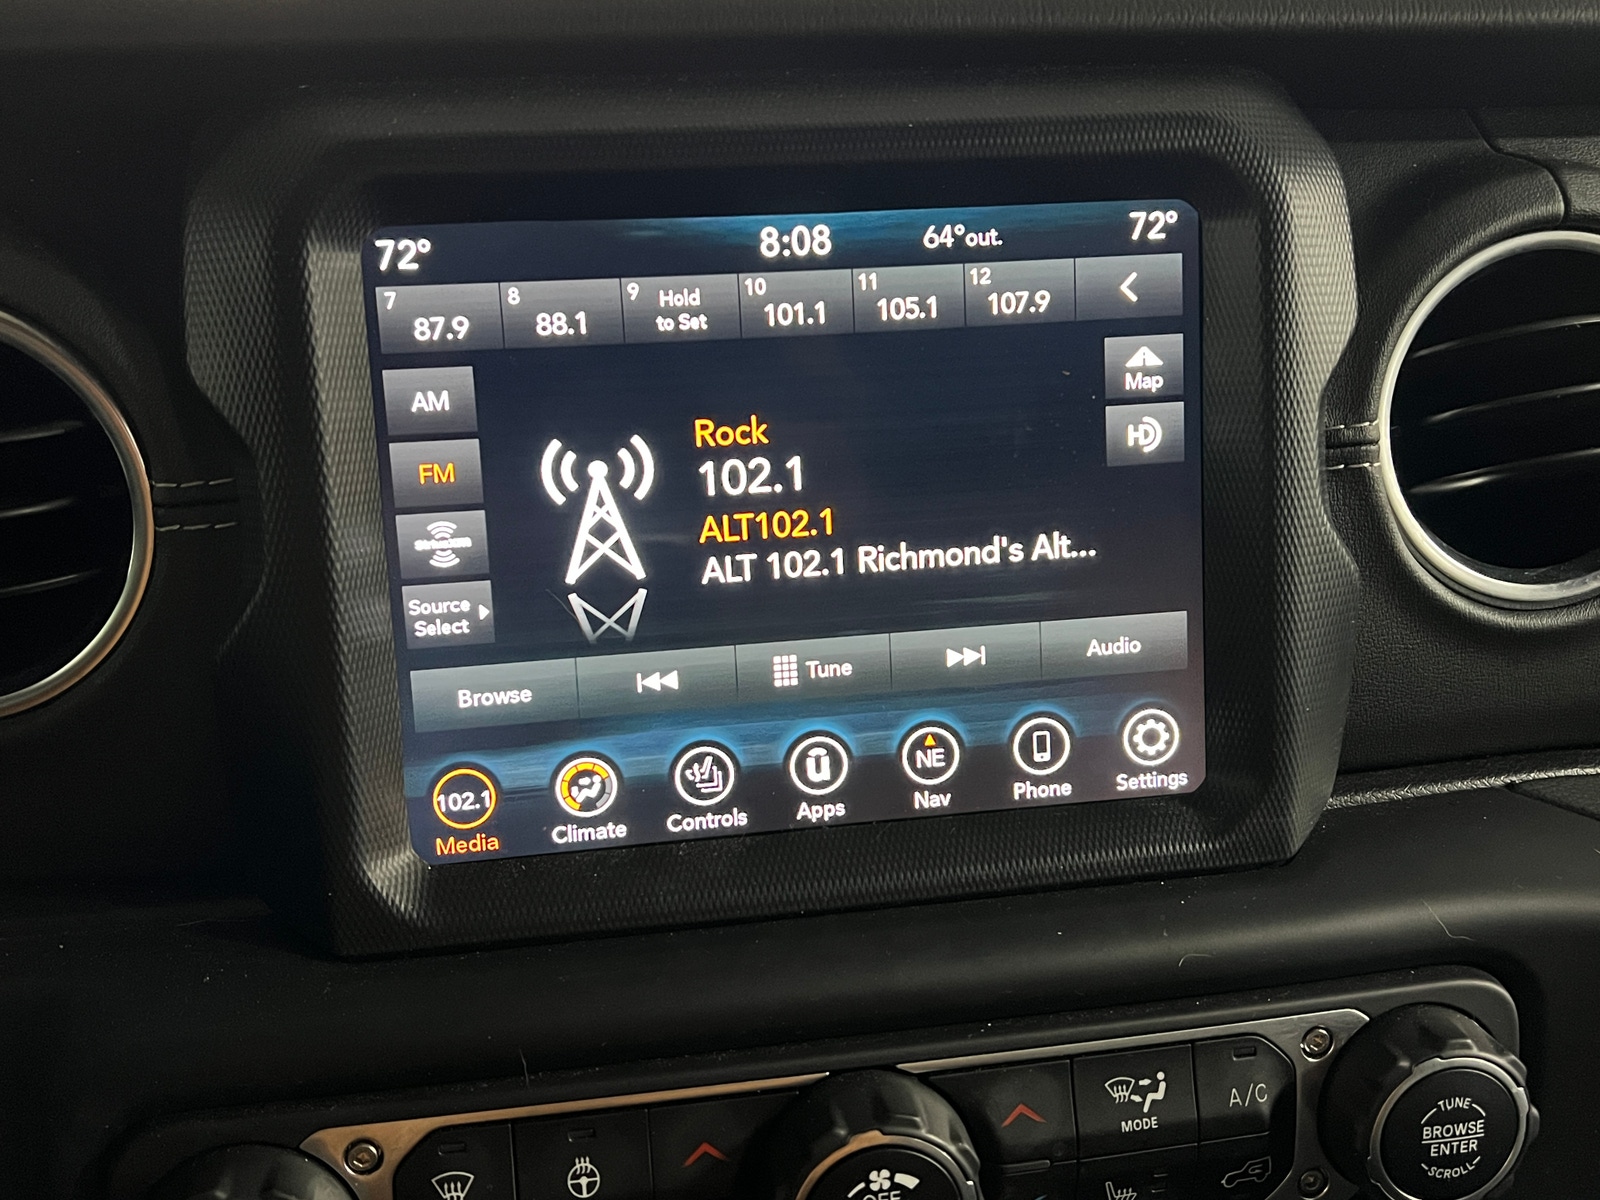 72° 8:08 64°out. 72°
7 87.9 8 88.1 9 Hold to Set 10 101.1 11 105.1 12 107.9
AM
Map
FM
HD
SiriusXM
Source
Select
Rock
102.1
ALT102.1
ALT 102.1 Richmond's Alt...
Browse Tune Audio
102.1 NE
Media Climate Controls Apps Nav Phone Settings
MODE A/C
OFF
TUNE
BROWSE
ENTER
SCROLL